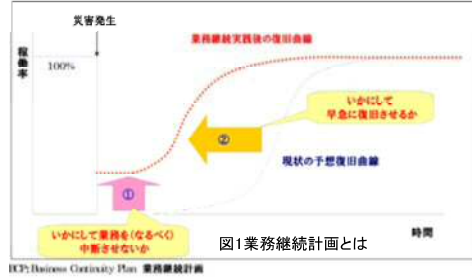 災害発生
稼働率
100%
業務継続実践後の復旧曲線
いかにして
早急に復旧させるか
②
現状の予想復旧曲線
①
いかにして業務を(なるべく)
中断させないか
時間
図1業務継続計画とは
BCP:Business Continuity Plan 業務継続計画